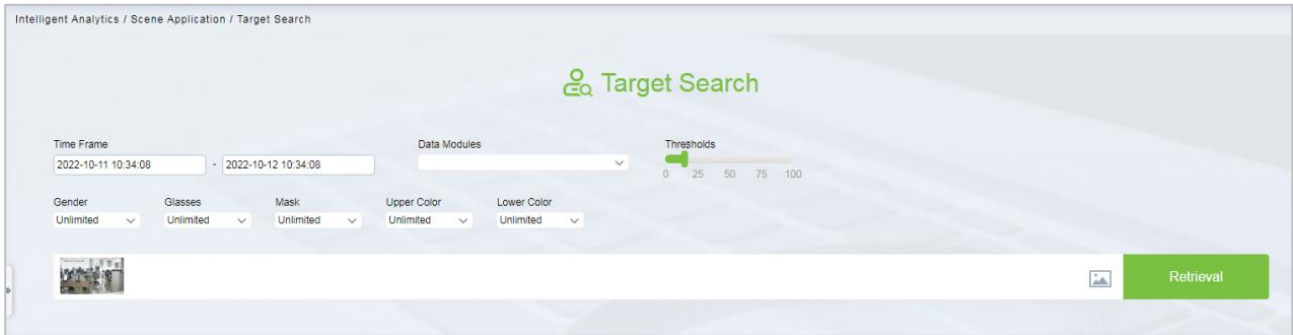 Intelligent Analytics / Scene Application / Target Search
Target Search
Time Frame Data Modules Thresholds
2022-10-11 10:34:08 - 2022-10-12 10:34:08
0 25 50 75 100
Gender Glasses Mask Upper Color Lower Color
Unlimited Unlimited Unlimited Unlimited Unlimited
Retrieval